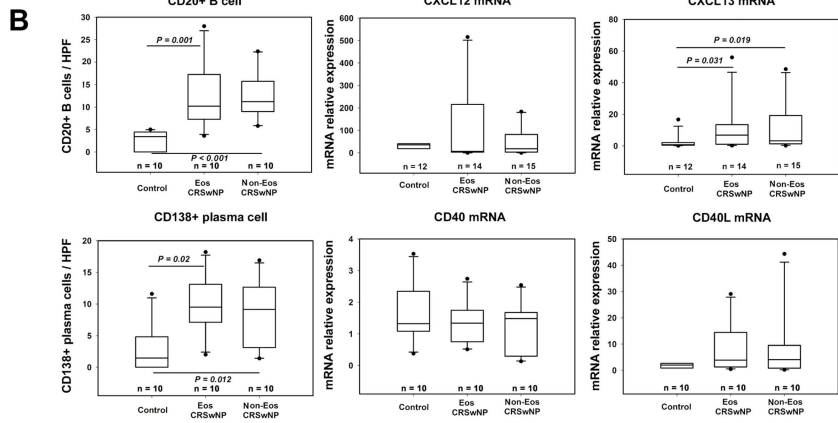 B
CD20+ B cell
CD20+ B cells / HPF
30
25
20
15
10
5
0
P = 0.001
P < 0.001
n = 10 n = 10 n = 10
Control Eos CRSwNP Non-Eos CRSwNP
CXCL12 mRNA
mRNA relative expression
600
500
400
300
200
100
0
n = 12 n = 14 n = 15
Control Eos CRSwNP Non-Eos CRSwNP
CXCL13 mRNA
mRNA relative expression
80
60
40
20
0
P = 0.019
P = 0.031
n = 12 n = 14 n = 15
Control Eos CRSwNP Non-Eos CRSwNP
CD138+ plasma cell
CD138+ plasma cells / HPF
20
15
10
5
0
P = 0.02
P = 0.012
n = 10 n = 10 n = 10
Control Eos CRSwNP Non-Eos CRSwNP
CD40 mRNA
mRNA relative expression
4
3
2
1
0
n = 10 n = 10 n = 10
Control Eos CRSwNP Non-Eos CRSwNP
CD40L mRNA
mRNA relative expression
50
40
30
20
10
0
n = 10 n = 10 n = 10
Control Eos CRSwNP Non-Eos CRSwNP